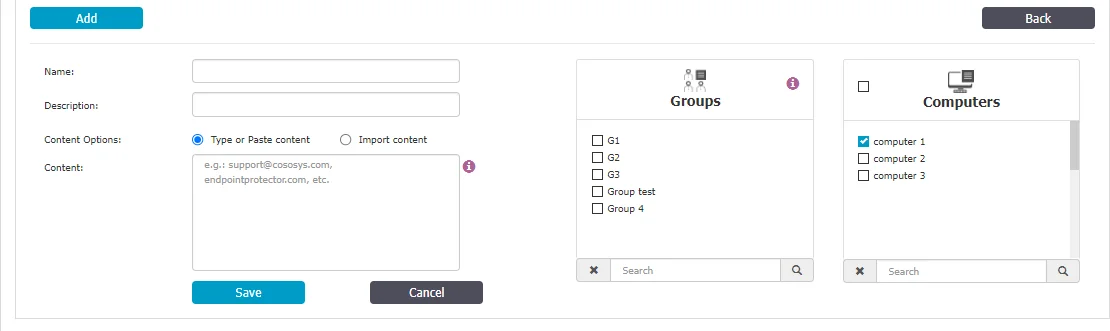 Add
Back
Name:
Description:
Content Options:
Type or Paste content
Import content
Content:
e.g.: support@cososys.com,
endpointprotector.com, etc.
Save
Cancel
Groups
G1
G2
G3
Group test
Group 4
Search
Computers
computer 1
computer 2
computer 3
Search